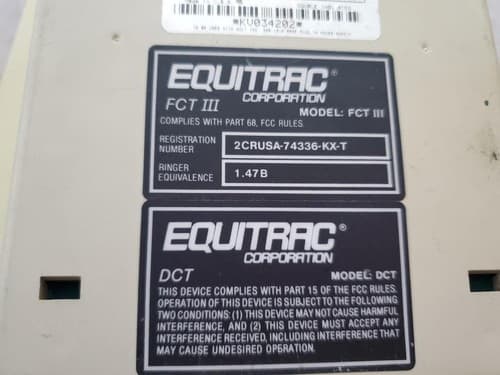 *KV034202*
EQUITRAC®
CORPORATION
FCT III
MODEL: FCT III
COMPLIES WITH PART 68, FCC RULES.
REGISTRATION NUMBER 2CRUSA-74336-KX-T
RINGER EQUIVALENCE 1.47B
EQUITRAC®
CORPORATION
DCT
MODEL: DCT
THIS DEVICE COMPLIES WITH PART 15 OF THE FCC RULES.
OPERATION OF THIS DEVICE IS SUBJECT TO THE FOLLOWING
TWO CONDITIONS: (1) THIS DEVICE MAY NOT CAUSE HARMFUL
INTERFERENCE, AND (2) THIS DEVICE MUST ACCEPT ANY
INTERFERENCE RECEIVED, INCLUDING INTERFERENCE THAT
MAY CAUSE UNDESIRED OPERATION.